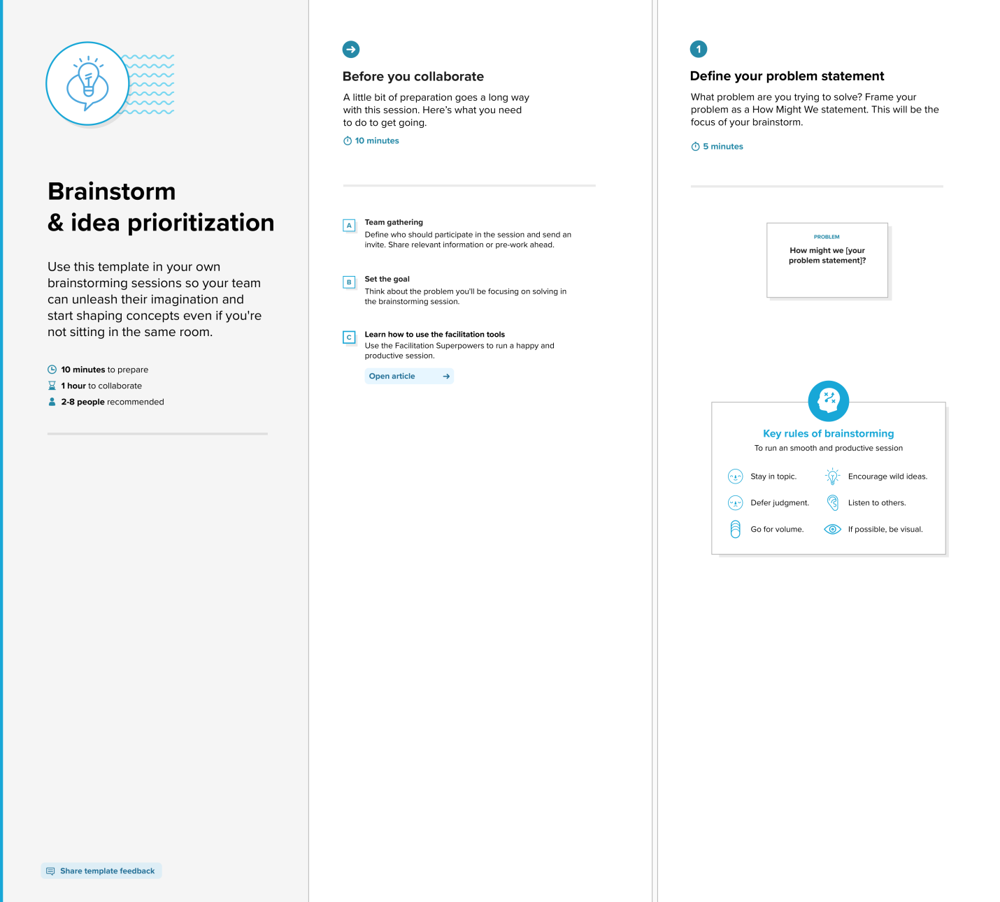 Brainstorm
& idea prioritization
Use this template in your own
brainstorming sessions so your team
can unleash their imagination and
start shaping concepts even if you're
not sitting in the same room.
10 minutes to prepare
1 hour to collaborate
2-8 people recommended
Share template feedback
Before you collaborate
A little bit of preparation goes a long way
with this session. Here’s what you need
to do to get going.
10 minutes
A
Team gathering
Define who should participate in the session and send an
invite. Share relevant information or pre-work ahead.
B
Set the goal
Think about the problem you'll be focusing on solving in
the brainstorming session.
C
Learn how to use the facilitation tools
Use the Facilitation Superpowers to run a happy and
productive session.
Open article
1
Define your problem statement
What problem are you trying to solve? Frame your
problem as a How Might We statement. This will be the
focus of your brainstorm.
5 minutes
PROBLEM
How might we [your
problem statement]?
Key rules of brainstorming
To run an smooth and productive session
Stay in topic.
Encourage wild ideas.
Defer judgment.
Listen to others.
Go for volume.
If possible, be visual.